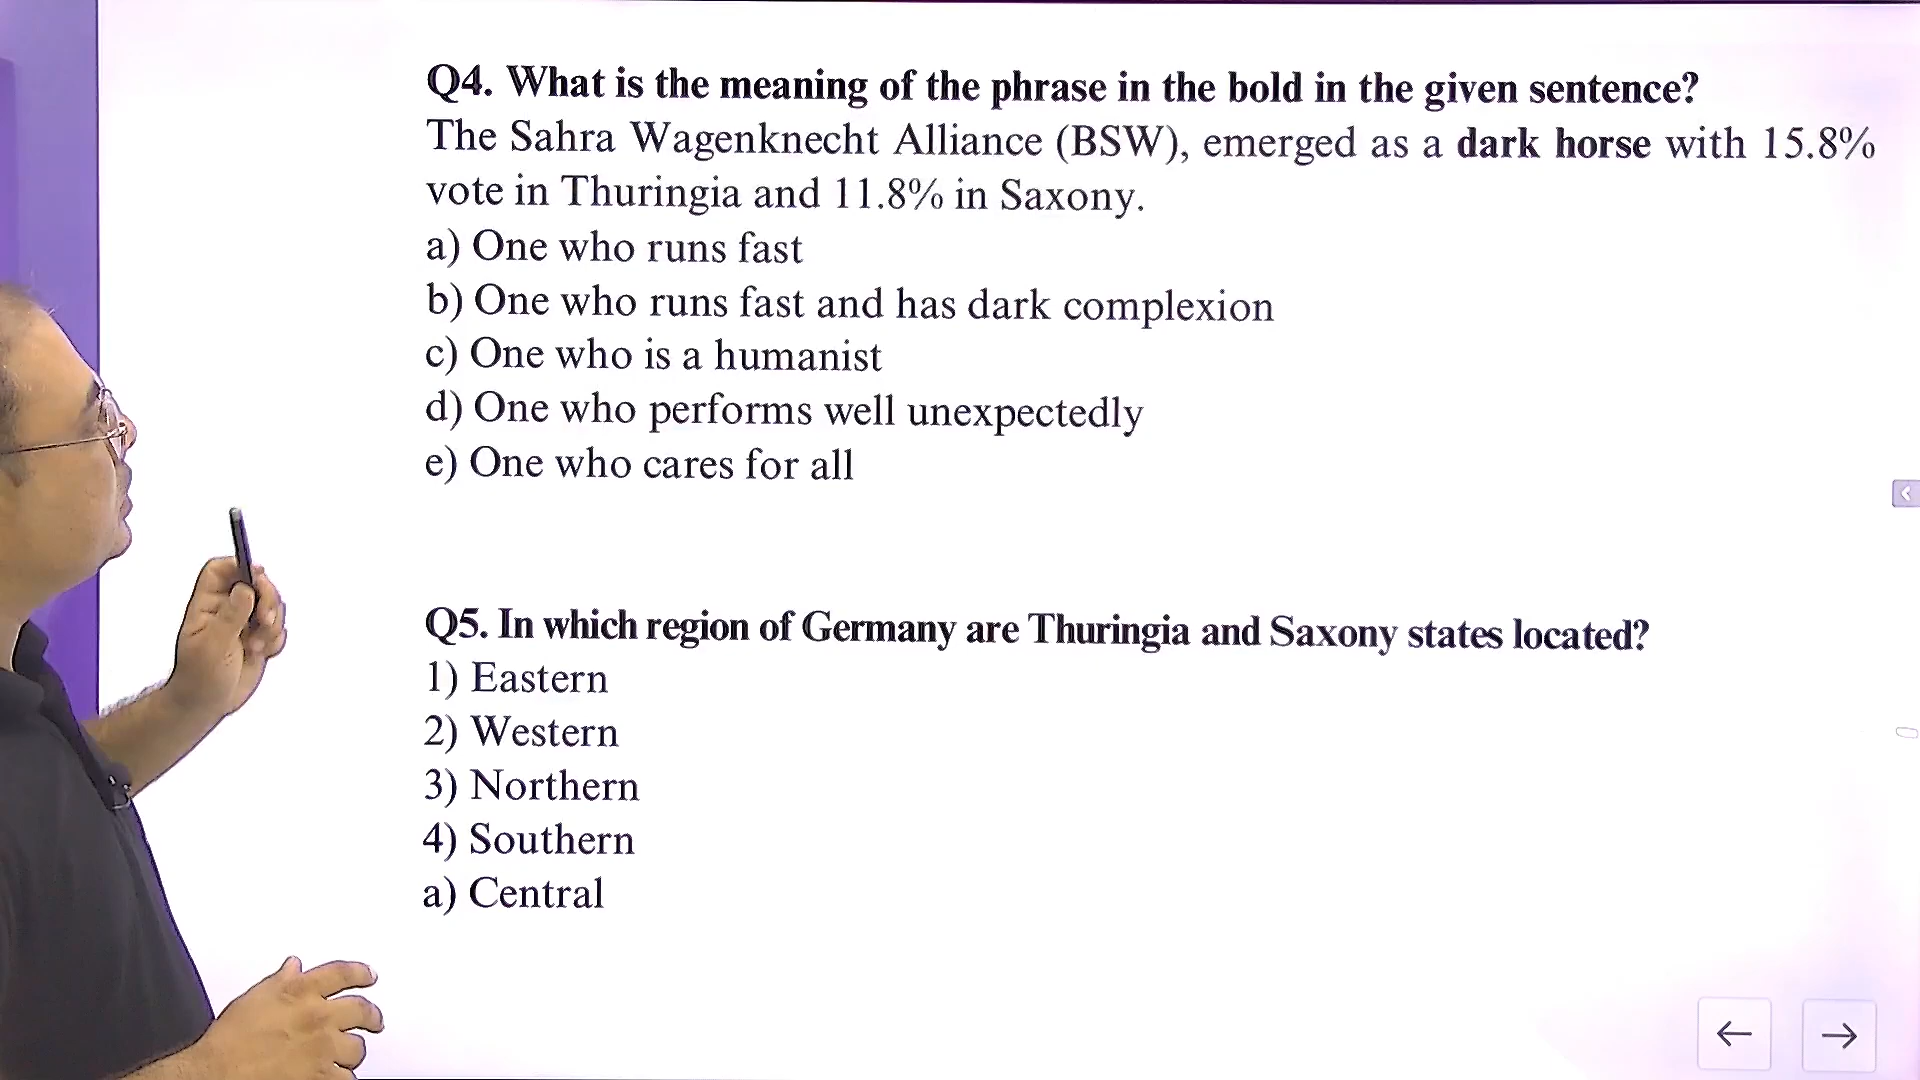 Q4. What is the meaning of the phrase in the bold in the given sentence?
The Sahra Wagenknecht Alliance (BSW), emerged as a dark horse with 15.8%
vote in Thuringia and 11.8% in Saxony.
a) One who runs fast
b) One who runs fast and has dark complexion
c) One who is a humanist
d) One who performs well unexpectedly
e) One who cares for all
Q5. In which region of Germany are Thuringia and Saxony states located?
1) Eastern
2) Western
3) Northern
4) Southern
a) Central